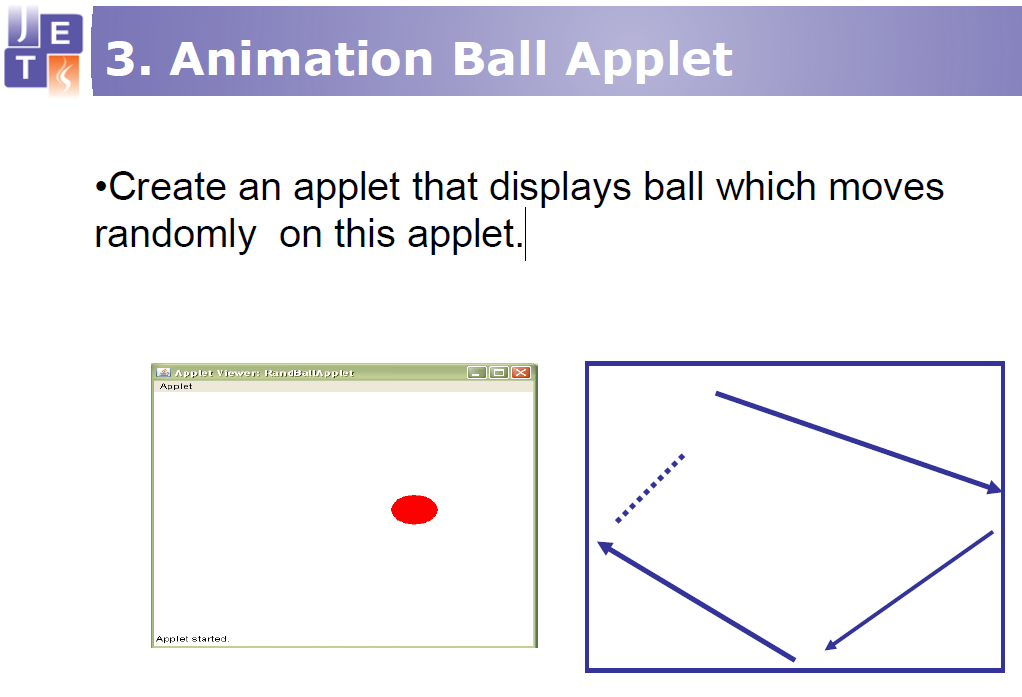 J E
T
3. Animation Ball Applet
•Create an applet that displays ball which moves
randomly on this applet.
Applet Viewer: RandBallApplet
Applet
Applet started.